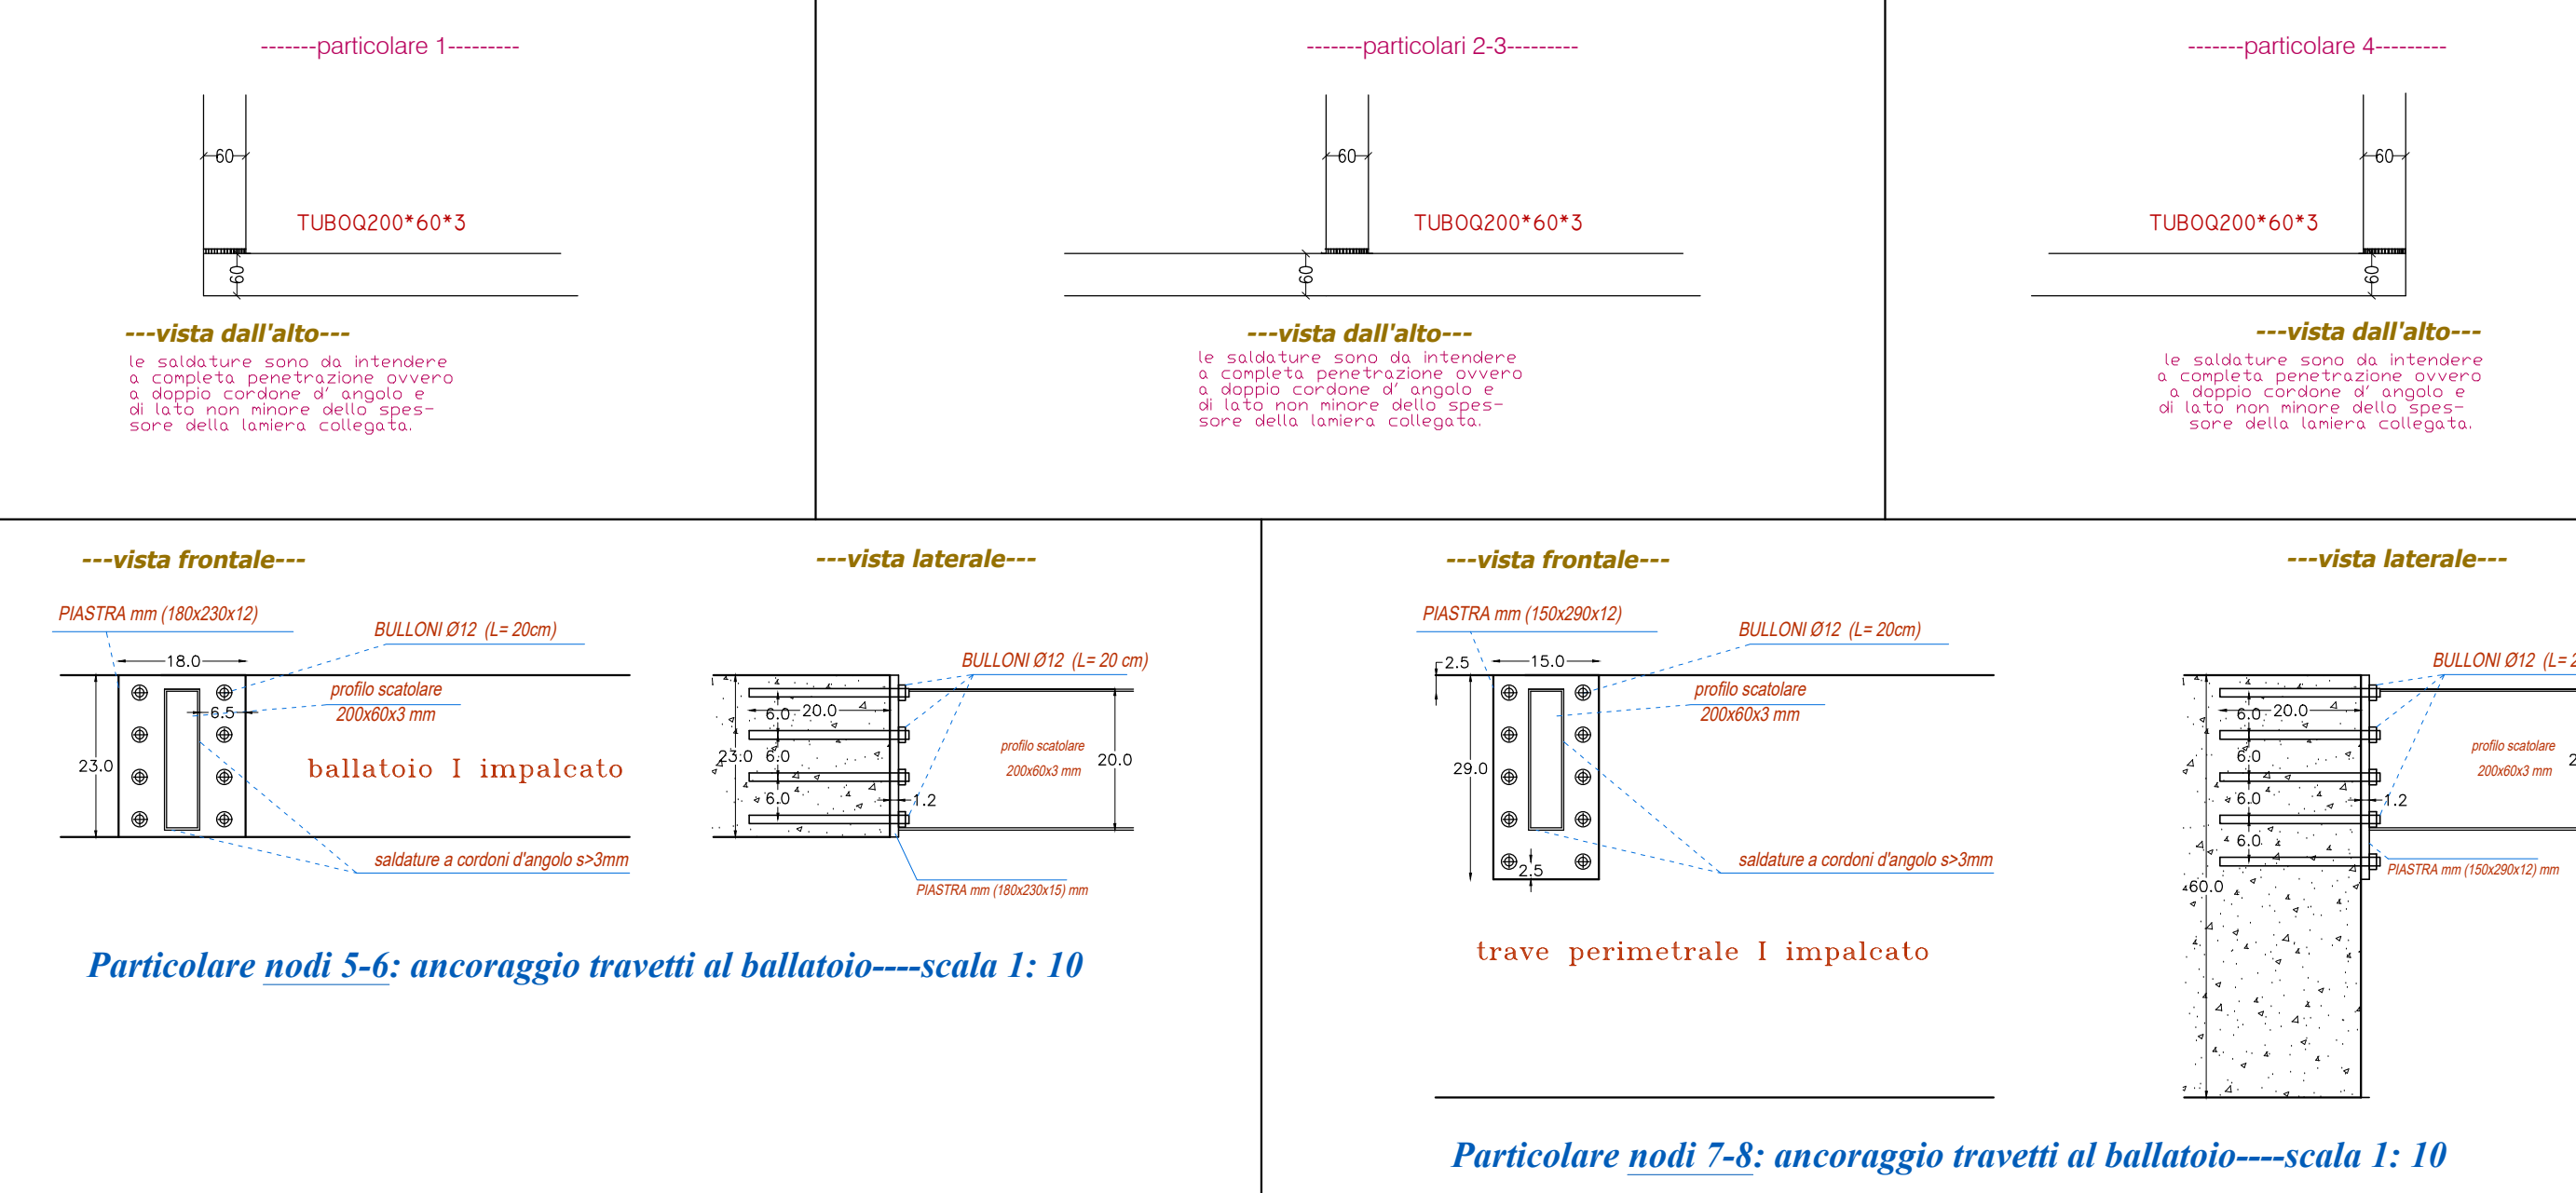 -------particolare 1---------
60
TUBOQ200*60*3
60
---vista dall'alto---
le saldature sono da intendere
a completa penetrazione ovvero
a doppio cordone d' angolo e
di lato non minore dello spes-
sore della lamiera collegata.
-------particolari 2-3---------
60
TUBOQ200*60*3
60
---vista dall'alto---
le saldature sono da intendere
a completa penetrazione ovvero
a doppio cordone d' angolo e
di lato non minore dello spes-
sore della lamiera collegata.
-------particolare 4---------
60
TUBOQ200*60*3
60
---vista dall'alto---
le saldature sono da intendere
a completa penetrazione ovvero
a doppio cordone d' angolo e
di lato non minore dello spes-
sore della lamiera collegata.
---vista frontale---
PIASTRA mm (180x230x12)
BULLONI Ø12 (L= 20cm)
18.0
profilo scatolare
200x60x3 mm
6.5
23.0
ballatoio I impalcato
saldature a cordoni d'angolo s>3mm
---vista laterale---
BULLONI Ø12 (L= 20 cm)
6.0
20.0
23.0
6.0
6.0
profilo scatolare
200x60x3 mm
20.0
1.2
PIASTRA mm (180x230x15) mm
Particolare nodi 5-6: ancoraggio travetti al ballatoio----scala 1: 10
---vista frontale---
PIASTRA mm (150x290x12)
BULLONI Ø12 (L= 20cm)
2.5
15.0
profilo scatolare
200x60x3 mm
29.0
saldature a cordoni d'angolo s>3mm
2.5
trave perimetrale I impalcato
---vista laterale---
BULLONI Ø12 (L= 2
6.0
20.0
6.0
6.0
6.0
profilo scatolare
200x60x3 mm
2
1.2
PIASTRA mm (150x290x12) mm
60.0
Particolare nodi 7-8: ancoraggio travetti al ballatoio----scala 1: 10